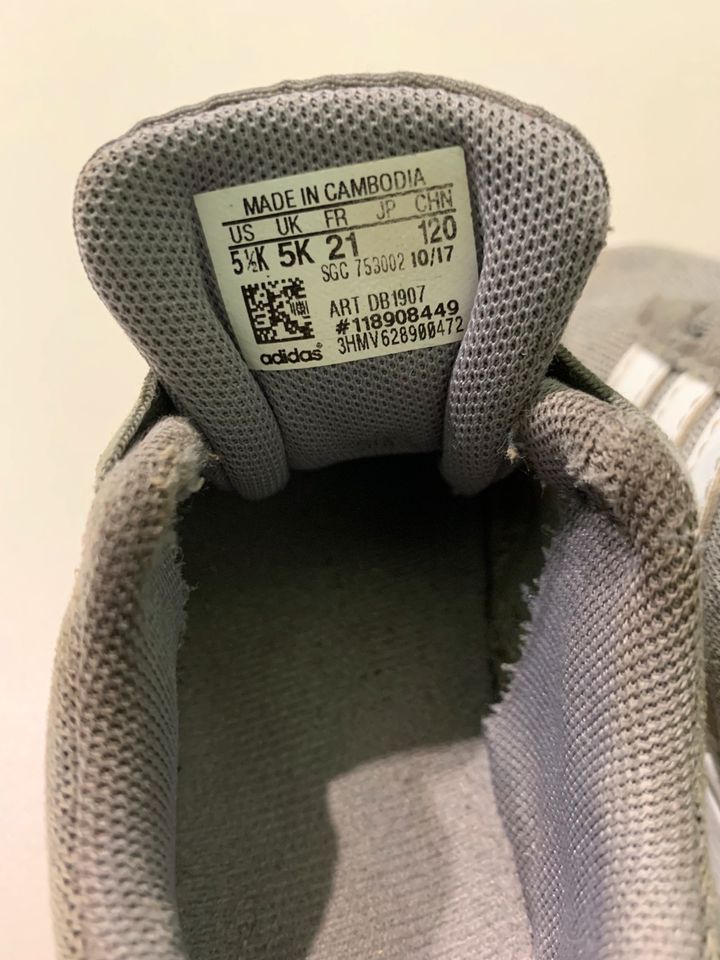 MADE IN CAMBODIA
US UK FR JP CHN
5½K 5K 21 120
SGC 753002 10/17
ART DB1907
#118908449
3HMV628900472
adidas